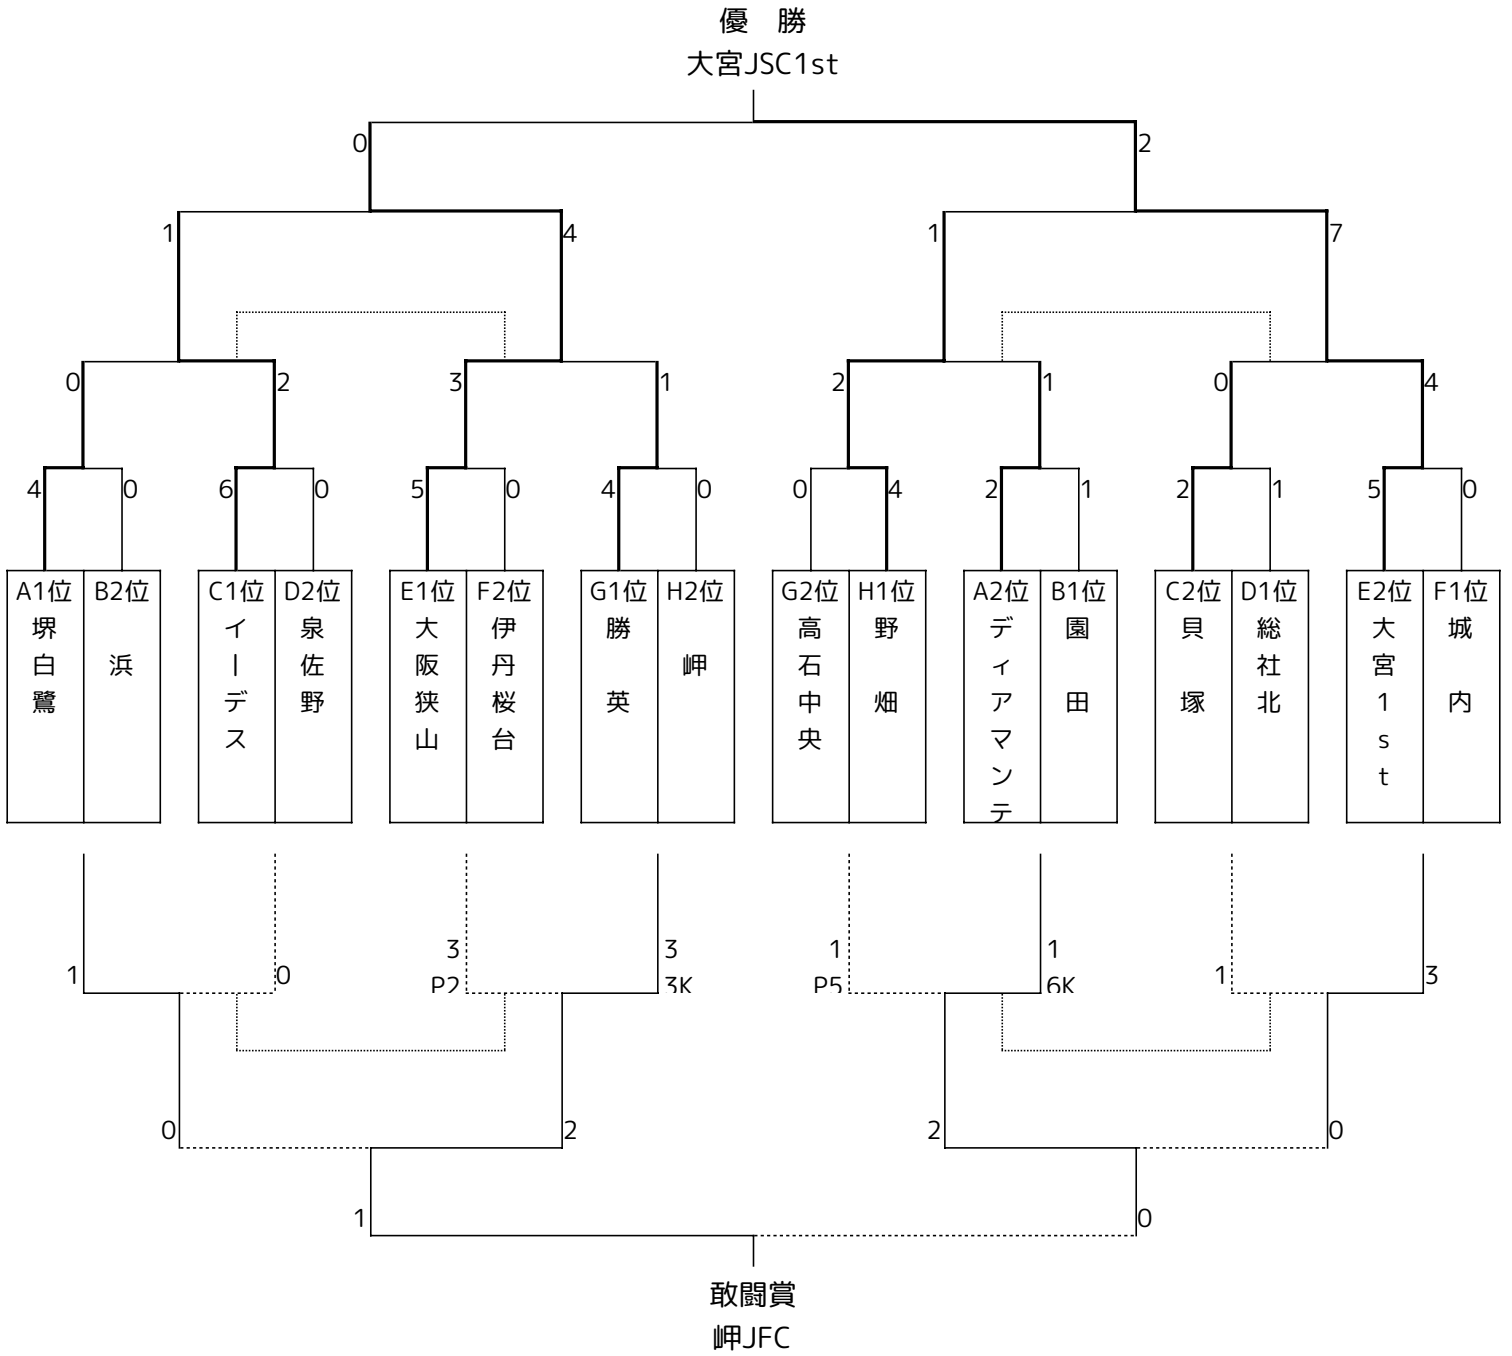 優　勝
大宮JSC1st
0 2
1 4 1 7
0 2 3 1 2 1 0 4
4 0 6 0 5 0 4 0 0 4 2 1 2 1 5 0
A1位 B2位 C1位 D2位 E1位 F2位 G1位 H2位 G2位 H1位 A2位 B1位 C2位 D1位 E2位 F1位
堺白鷺
浜
イーデス
泉佐野
大阪狭山
伊丹桜台
勝英
岬
高石中央
野畑
ディアマンテ
園田
貝塚
総社北
大宮1st
城内
3 3 1 1
1 0 P2 3K P5 6K 1 3
0 2 2 0
1 0
敢闘賞
岬JFC